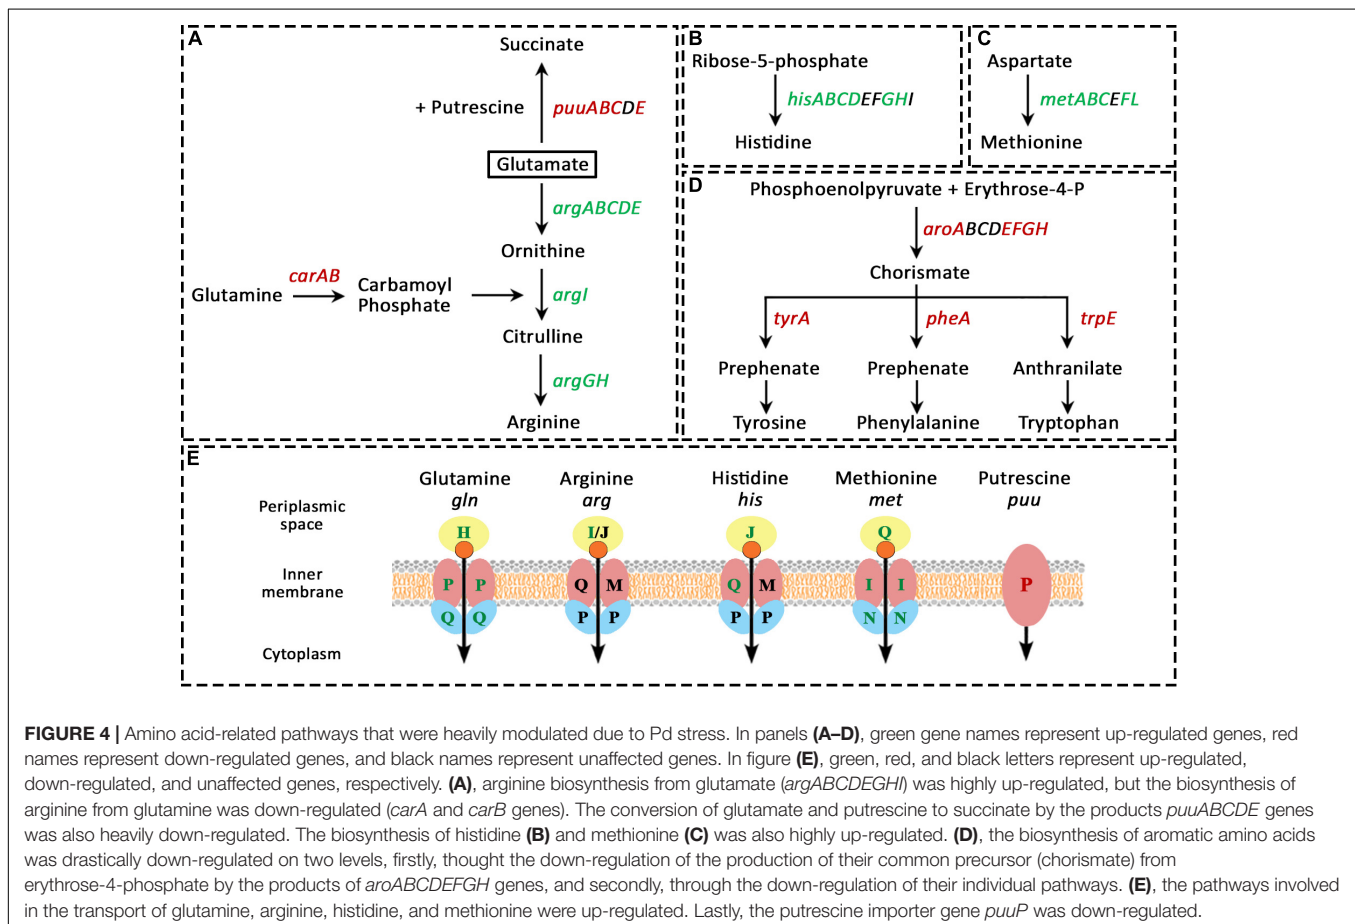 A
Succinate
+ Putrescine
puuABCDE
Glutamate
argABCDE
Ornithine
carAB
Glutamine
Carbamoyl
Phosphate
argI
Citrulline
argGH
Arginine
B
Ribose-5-phosphate
hisABCDEFGHI
Histidine
C
Aspartate
metABCEFL
Methionine
D
Phosphoenolpyruvate + Erythrose-4-P
aroABCDEFGH
Chorismate
tyrA pheA trpE
Prephenate Prephenate Anthranilate
Tyrosine Phenylalanine Tryptophan
E
Glutamine Arginine Histidine Methionine Putrescine
gln arg his met puu
Periplasmic
space
H I/J J Q
Inner
membrane
P P Q M Q M I I P
Q Q P P P P N N
Cytoplasm
FIGURE 4 | Amino acid-related pathways that were heavily modulated due to Pd stress. In panels (A–D), green gene names represent up-regulated genes, red
names represent down-regulated genes, and black names represent unaffected genes. In figure (E), green, red, and black letters represent up-regulated,
down-regulated, and unaffected genes, respectively. (A), arginine biosynthesis from glutamate (argABCDEGHI) was highly up-regulated, but the biosynthesis of
arginine from glutamine was down-regulated (carA and carB genes). The conversion of glutamate and putrescine to succinate by the products puuABCDE genes
was also heavily down-regulated. The biosynthesis of histidine (B) and methionine (C) was also highly up-regulated. (D), the biosynthesis of aromatic amino acids
was drastically down-regulated on two levels, firstly, thought the down-regulation of the production of their common precursor (chorismate) from
erythrose-4-phosphate by the products of aroABCDEFGH genes, and secondly, through the down-regulation of their individual pathways. (E), the pathways involved
in the transport of glutamine, arginine, histidine, and methionine were up-regulated. Lastly, the putrescine importer gene puuP was down-regulated.